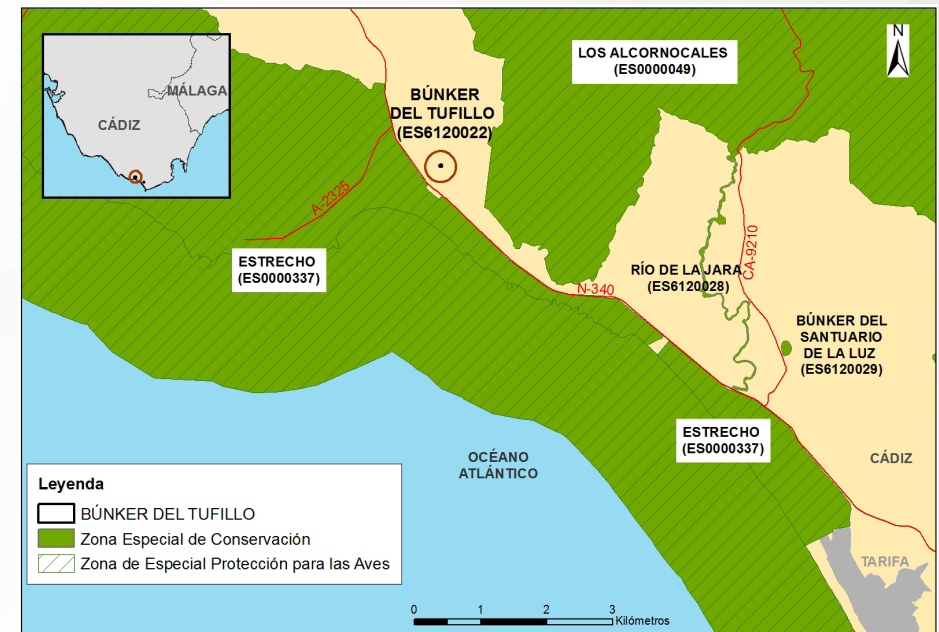 MÁLAGA
CÁDIZ
BÚNKER
DEL TUFILLO
(ES6120022)
LOS ALCORNOCALES
(ES0000049)
N
A-2325
ESTRECHO
(ES0000337)
N-340
RÍO DE LA JARA
(ES6120028)
CA-9210
BÚNKER DEL
SANTUARIO
DE LA LUZ
(ES6120029)
ESTRECHO
(ES0000337)
OCÉANO
ATLÁNTICO
CÁDIZ
TARIFA
Leyenda
BÚNKER DEL TUFILLO
Zona Especial de Conservación
Zona de Especial Protección para las Aves
0 1 2 3
Kilómetros